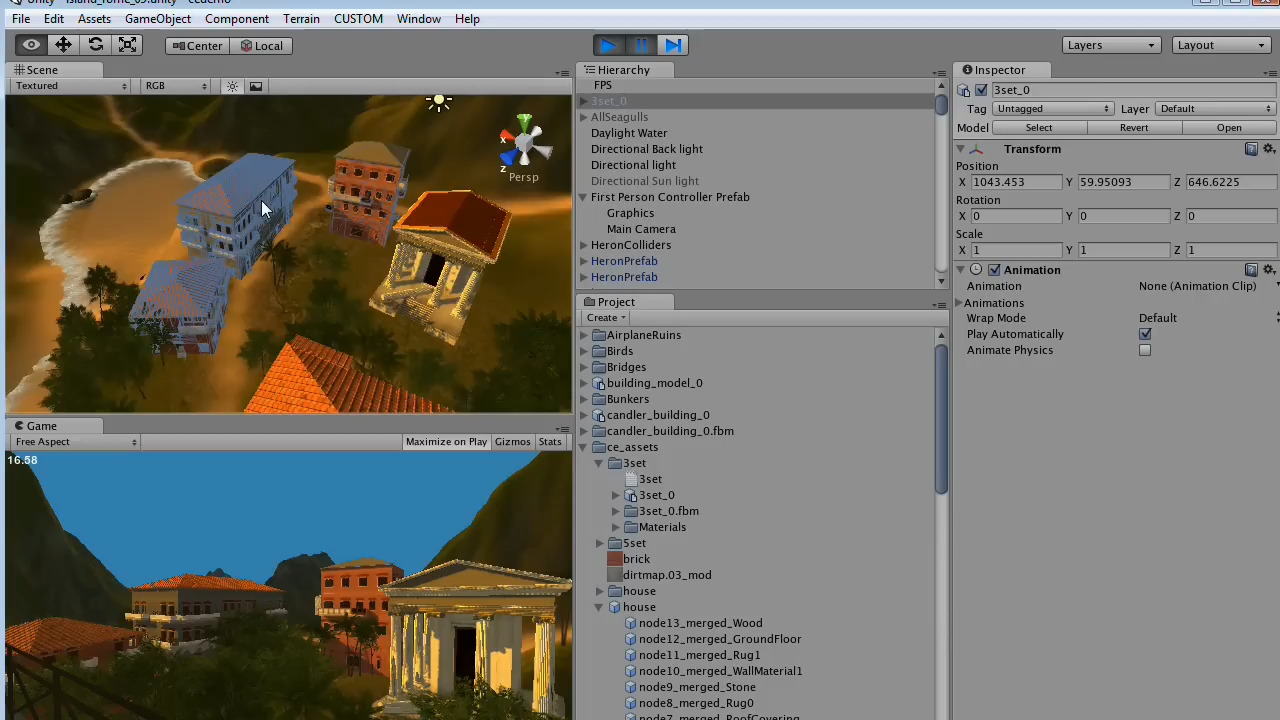 Unity - island_rome_05.unity - cedemo
File Edit Assets GameObject Component Terrain CUSTOM Window Help
Center Local Layers Layout
Scene
Textured RGB
y
x
z
Persp
Game
Free Aspect Maximize on Play Gizmos Stats
16.58
Hierarchy
FPS
3set_0
AllSeagulls
Daylight Water
Directional Back light
Directional light
Directional Sun light
First Person Controller Prefab
Graphics
Main Camera
HeronColliders
HeronPrefab
HeronPrefab
Project
Create
AirplaneRuins
Birds
Bridges
building_model_0
Bunkers
candler_building_0
candler_building_0.fbm
ce_assets
3set
3set
3set_0
3set_0.fbm
Materials
5set
brick
dirtmap.03_mod
house
house
node13_merged_Wood
node12_merged_GroundFloor
node11_merged_Rug1
node10_merged_WallMaterial1
node9_merged_Stone
node8_merged_Rug0
node7_merged_RoofCovering
Inspector
3set_0
Tag Untagged Layer Default
Model Select Revert Open
Transform
Position
X 1043.453 Y 59.95093 Z 646.6225
Rotation
X 0 Y 0 Z 0
Scale
X 1 Y 1 Z 1
Animation
Animation None (Animation Clip)
Animations
Wrap Mode Default
Play Automatically
Animate Physics